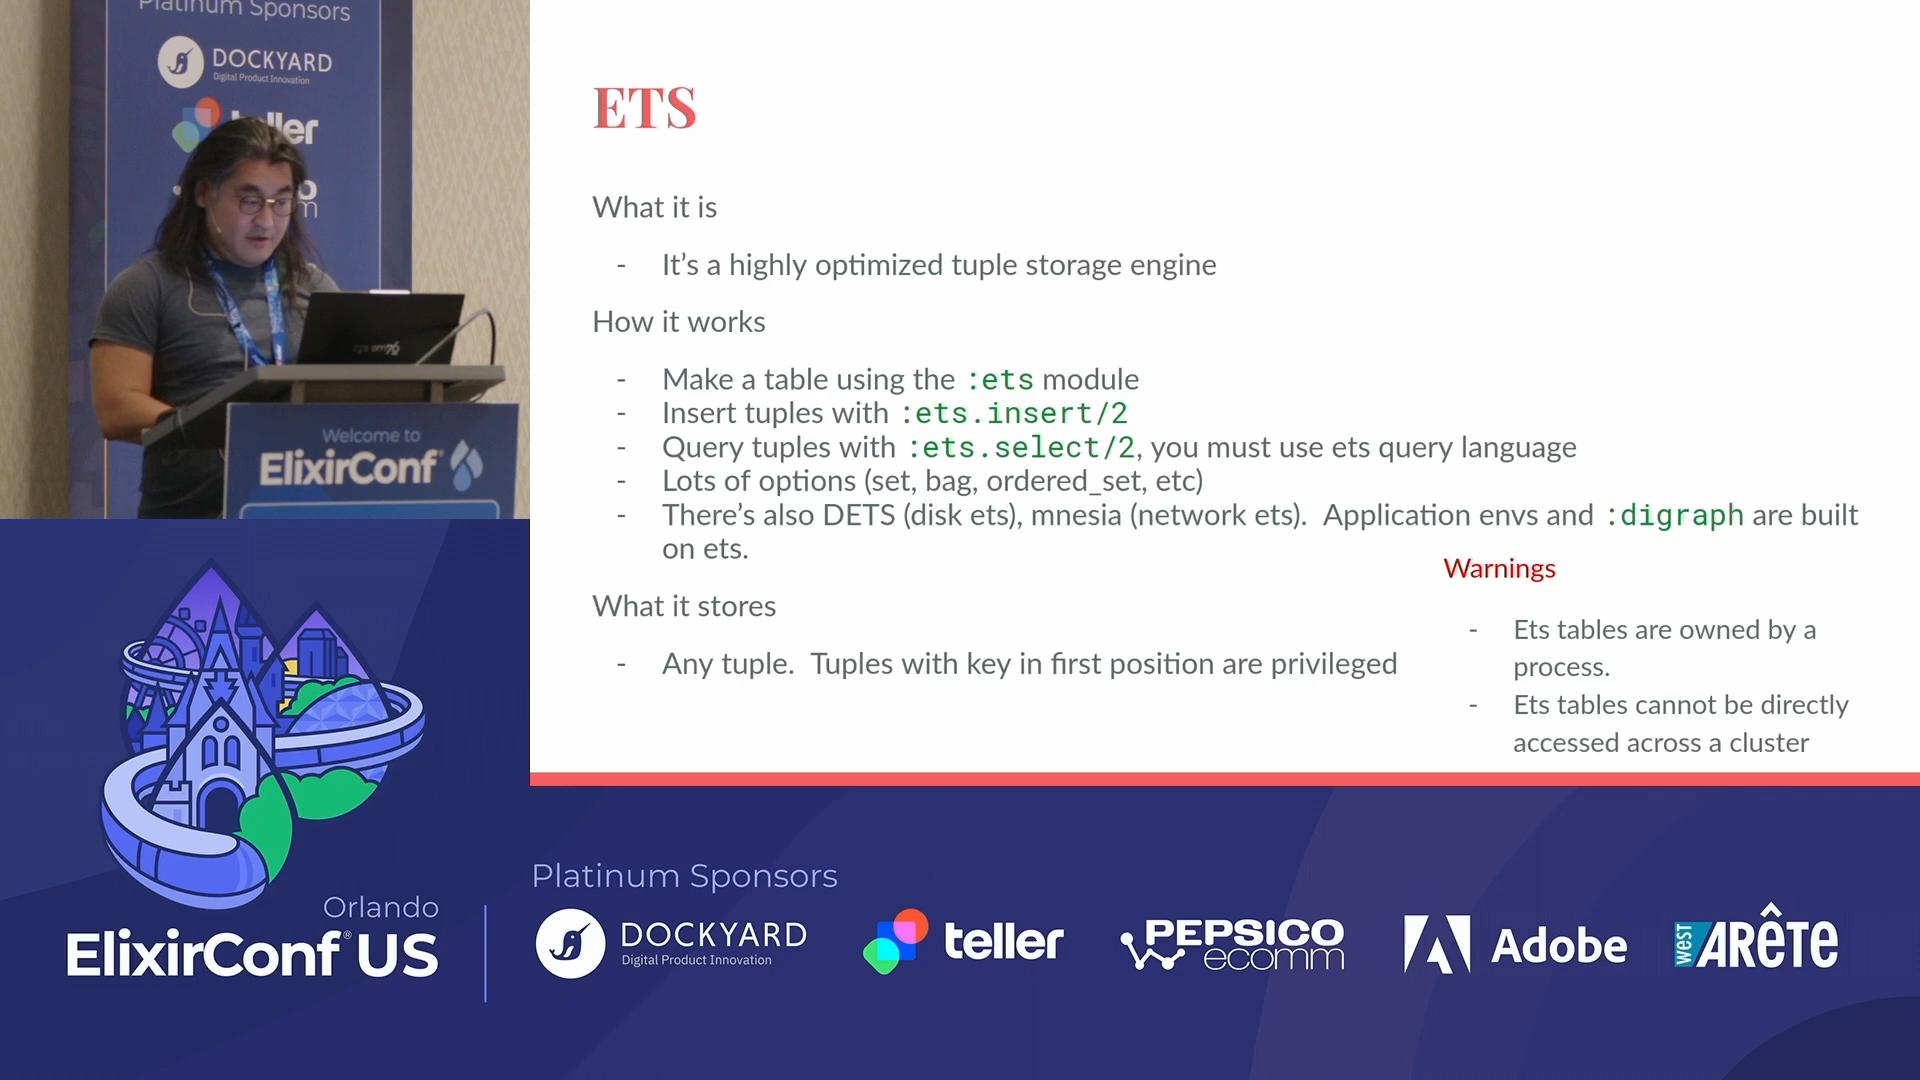 Platinum Sponsors
DOCKYARD
Digital Product Innovation
teller
Welcome to
ElixirConf®
ETS
What it is
- It's a highly optimized tuple storage engine
How it works
- Make a table using the :ets module
- Insert tuples with :ets.insert/2
- Query tuples with :ets.select/2, you must use ets query language
- Lots of options (set, bag, ordered_set, etc)
- There's also DETS (disk ets), mnesia (network ets).  Application envs and :digraph are built
on ets.
What it stores
- Any tuple.  Tuples with key in first position are privileged
Warnings
- Ets tables are owned by a
process.
- Ets tables cannot be directly
accessed across a cluster
Orlando
ElixirConf® US
Platinum Sponsors
DOCKYARD
Digital Product Innovation
teller
PEPSICO
ecomm
Adobe
west ARÊTE